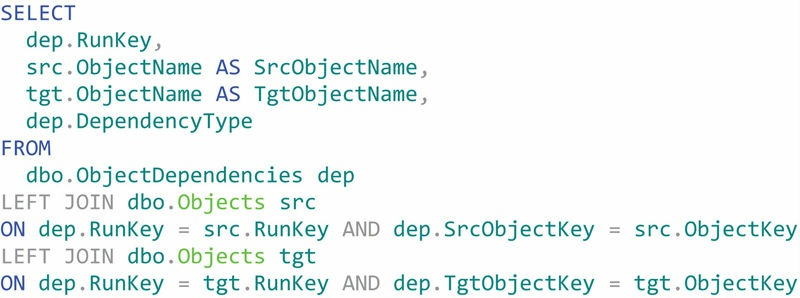 SELECT
dep.RunKey,
src.ObjectName AS SrcObjectName,
tgt.ObjectName AS TgtObjectName,
dep.DependencyType
FROM
dbo.ObjectDependencies dep
LEFT JOIN dbo.Objects src
ON dep.RunKey = src.RunKey AND dep.SrcObjectKey = src.ObjectKey
LEFT JOIN dbo.Objects tgt
ON dep.RunKey = tgt.RunKey AND dep.TgtObjectKey = tgt.ObjectKey